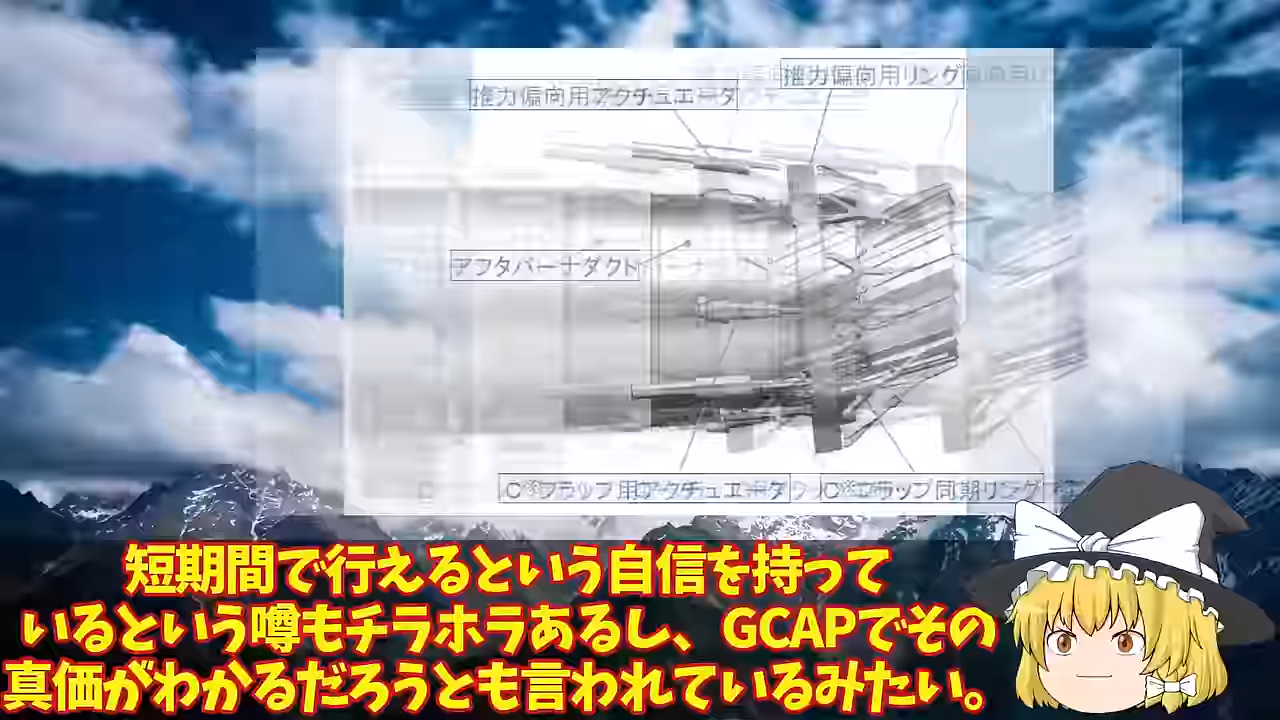 推力偏向用リング
推力偏向用アクチュエータ
アフタバーナダクト
C※フラップ用アクチュエータ
C※フラップ同期リング
短期間で行えるという自信を持って
いるという噂もチラホラあるし、GCAPでその
真価がわかるだろうとも言われているみたい。